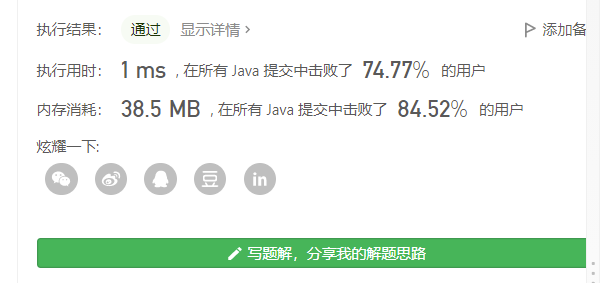 执行结果： 通过 显示详情 › 添加备
执行用时： 1 ms ，在所有 Java 提交中击败了 74.77% 的用户
内存消耗： 38.5 MB ，在所有 Java 提交中击败了 84.52% 的用户
炫耀一下:
豆 in
写题解，分享我的解题思路